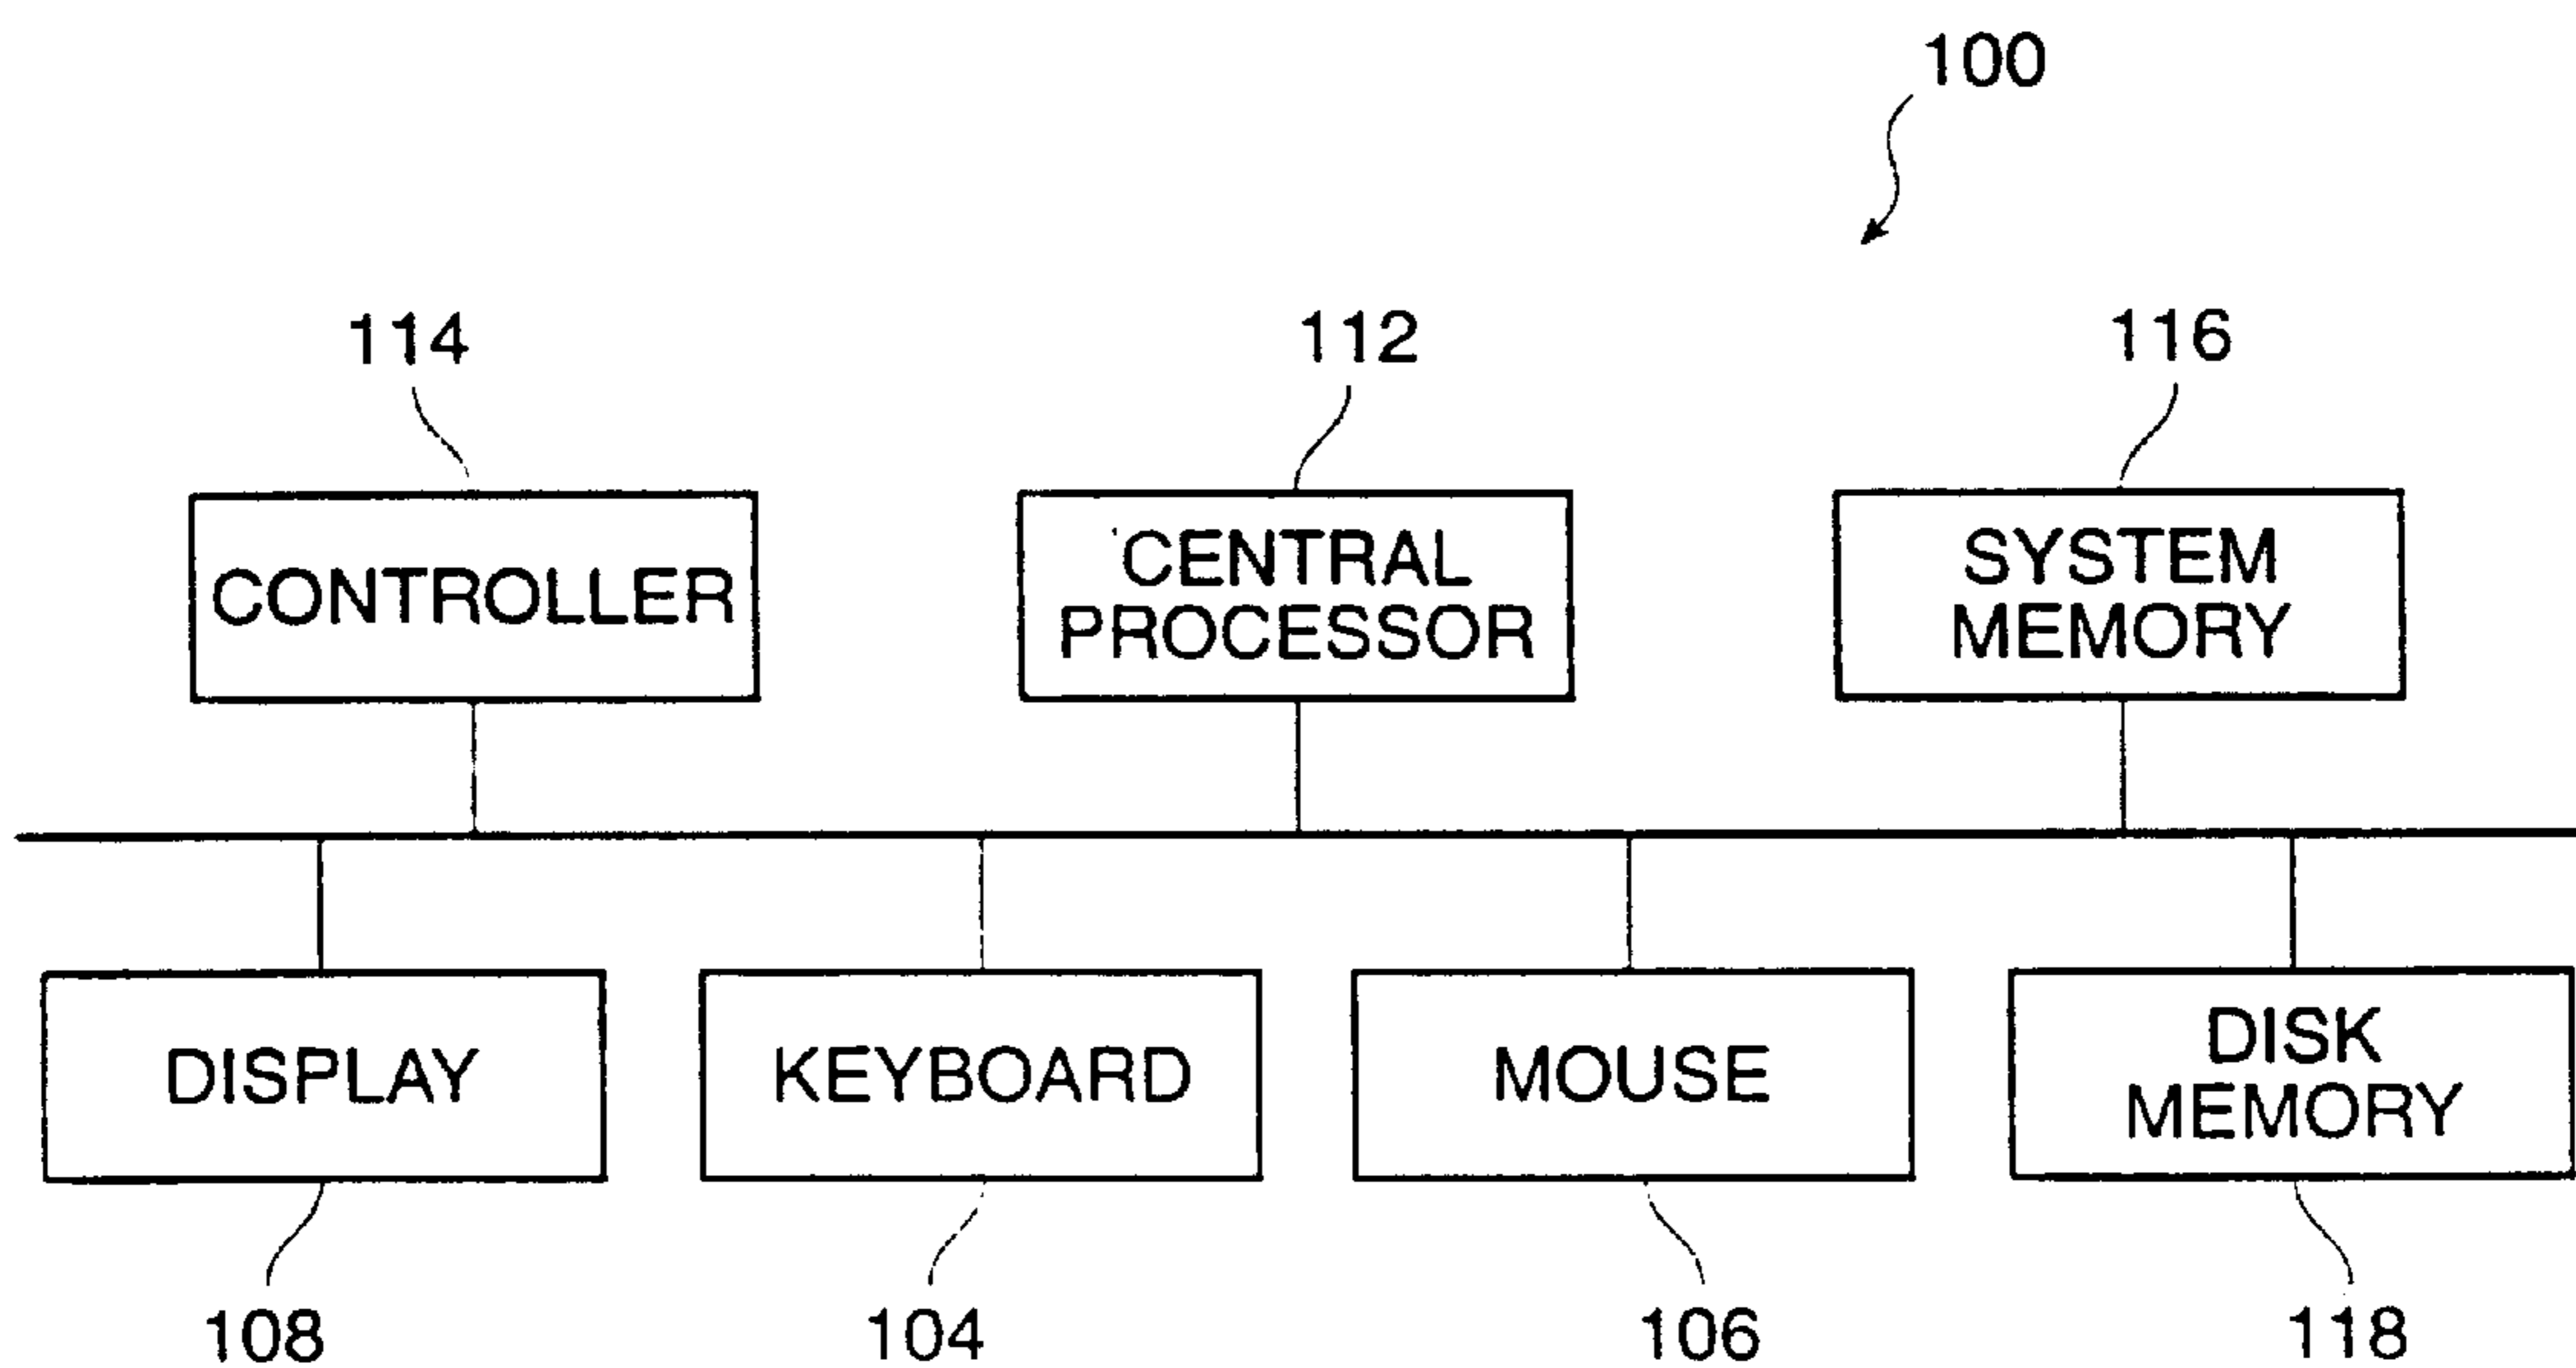 100
114
112
116
CONTROLLER
CENTRAL
PROCESSOR
SYSTEM
MEMORY
DISPLAY
KEYBOARD
MOUSE
DISK
MEMORY
108
104
106
118